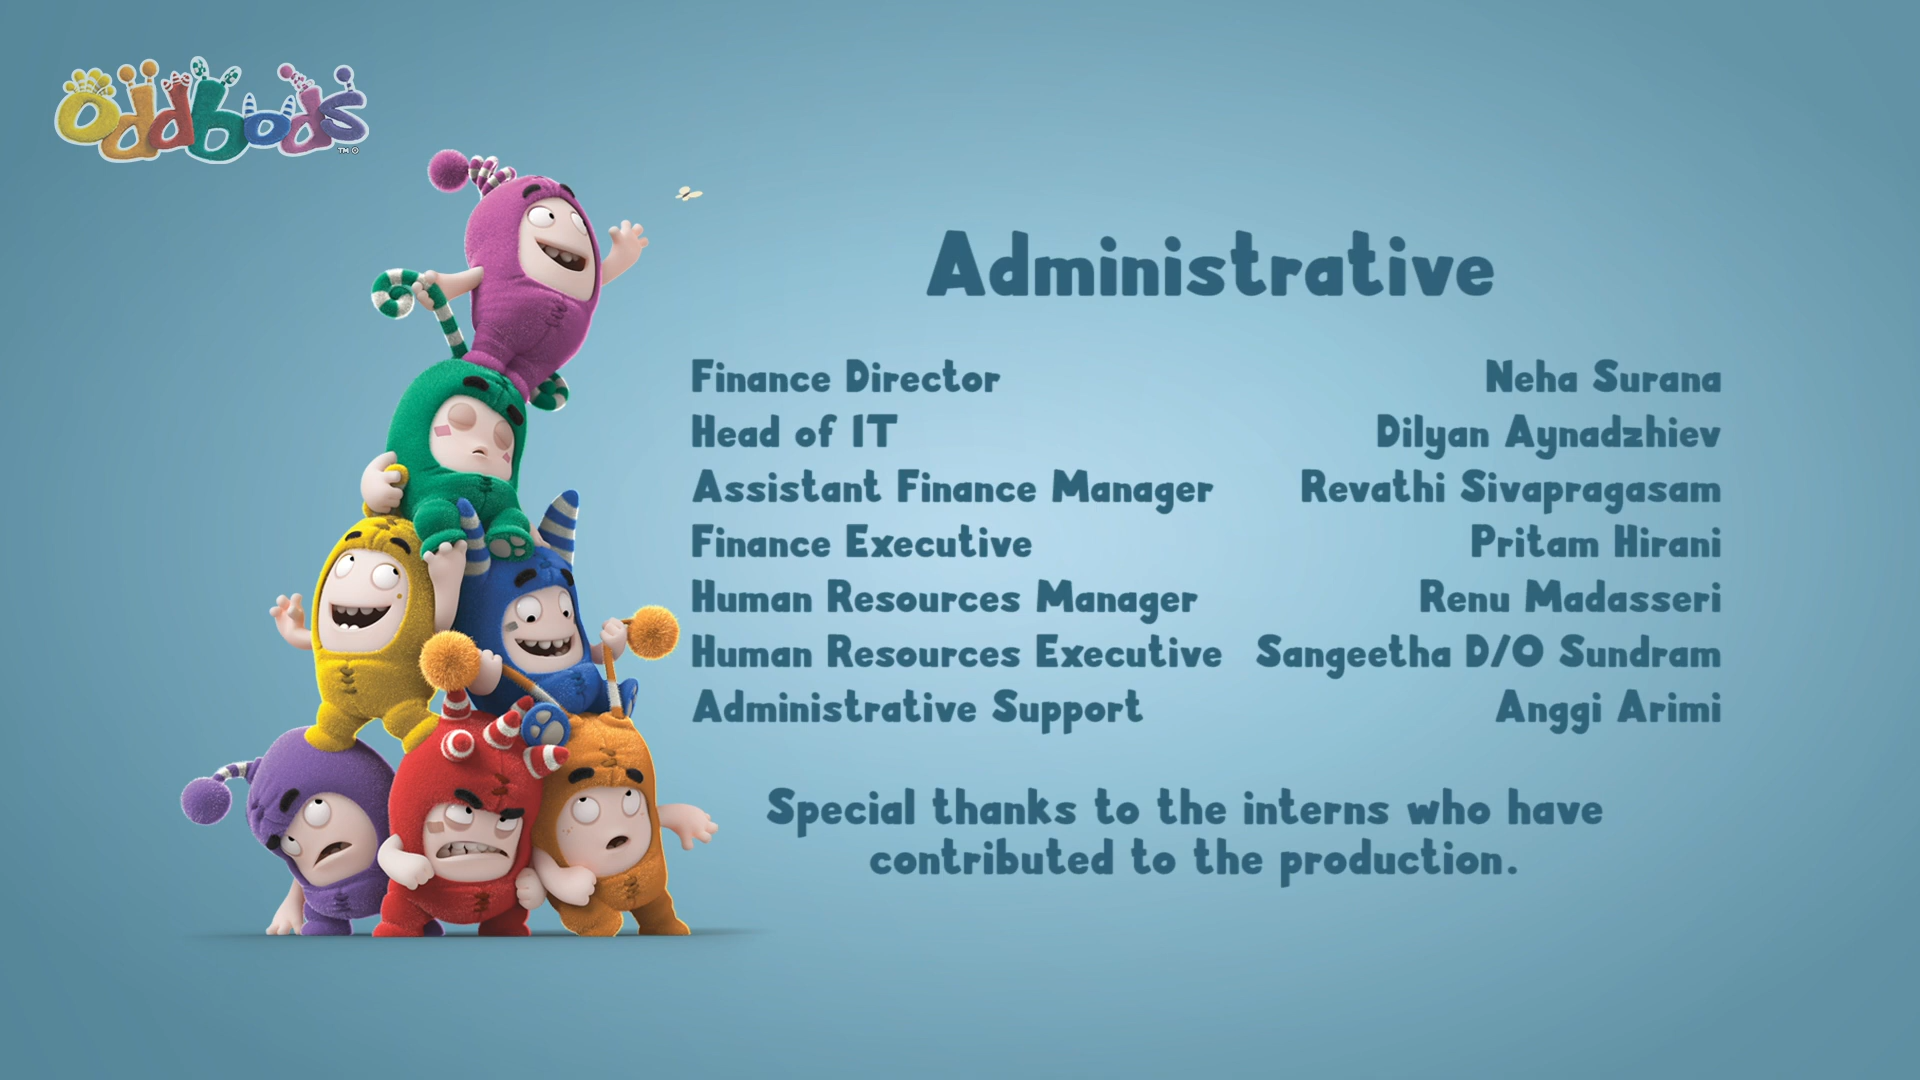 Oddbods
TM ©
Administrative
Finance Director Neha Surana
Head of IT Dilyan Aynadzhiev
Assistant Finance Manager Revathi Sivapragasam
Finance Executive Pritam Hirani
Human Resources Manager Renu Madasseri
Human Resources Executive Sangeetha D/O Sundram
Administrative Support Anggi Arimi
Special thanks to the interns who have
contributed to the production.